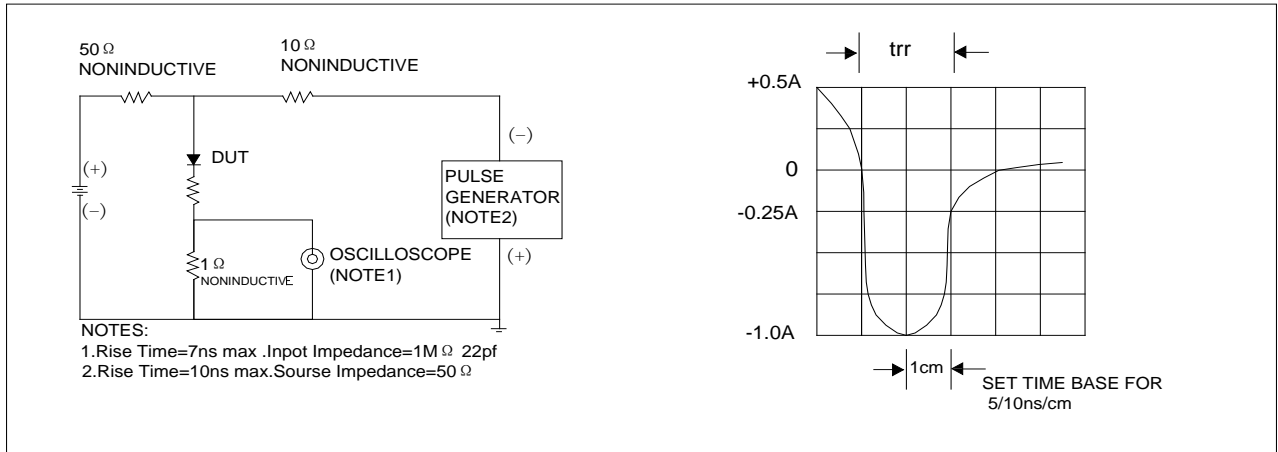 50 Ω
NONINDUCTIVE
10 Ω
NONINDUCTIVE
(+)
(−)
DUT
1 Ω
NONINDUCTIVE
OSCILLOSCOPE
(NOTE1)
(−)
PULSE
GENERATOR
(NOTE2)
(+)
NOTES:
1.Rise Time=7ns max .Inpot Impedance=1M Ω 22pf
2.Rise Time=10ns max.Sourse Impedance=50 Ω
trr
+0.5A
0
-0.25A
-1.0A
1cm
SET TIME BASE FOR
5/10ns/cm